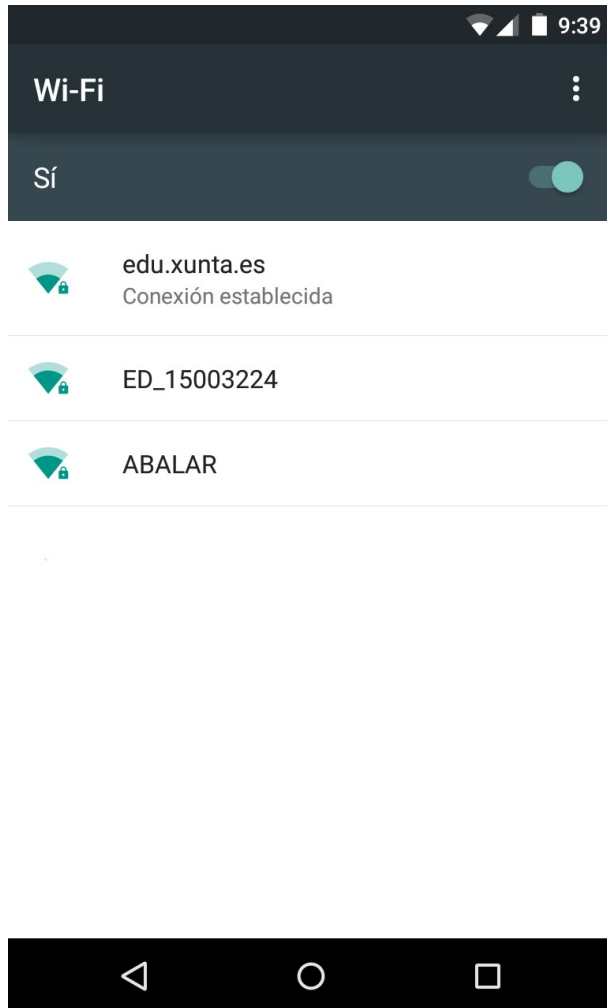 9:39
Wi-Fi
Sí
edu.xunta.es
Conexión establecida
ED_15003224
ABALAR